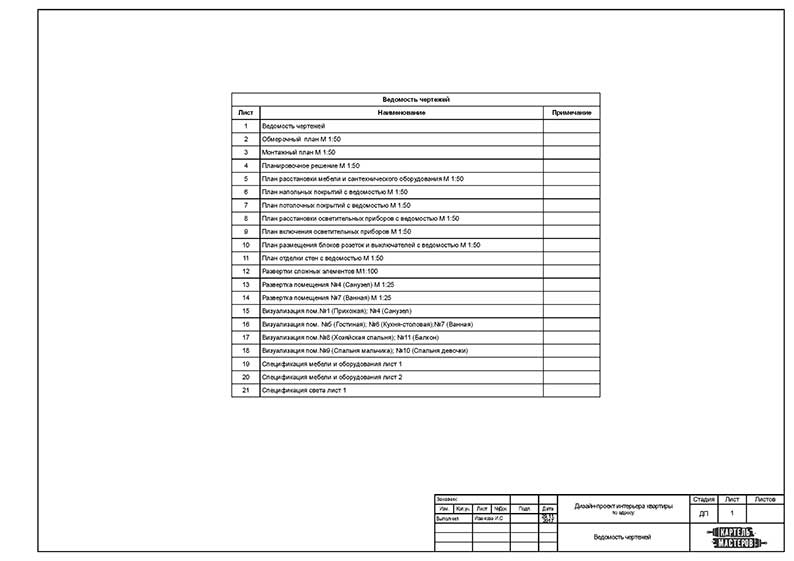 Ведомость чертежей
Лист Наименование Примечание
1 Ведомость чертежей
2 Обмерочный план М 1:50
3 Монтажный план М 1:50
4 Планировочное решение М 1:50
5 План расстановки мебели и сантехнического оборудования М 1:50
6 План напольных покрытий с ведомостью М 1:50
7 План потолочных покрытий с ведомостью М 1:50
8 План расстановки осветительных приборов с ведомостью М 1:50
9 План включения осветительных приборов М 1:50
10 План размещения блоков розеток и выключателей с ведомостью М 1:50
11 План отделки стен с ведомостью М 1:50
12 Развертки сложных элементов М1:100
13 Развертка помещения №4 (Санузел) М 1:25
14 Развертка помещения №7 (Ванная) М 1:25
15 Визуализация пом.№1 (Прихожая); №4 (Санузел)
16 Визуализация пом. №5 (Гостиная); №6 (Кухня-столовая);№7 (Ванная)
17 Визуализация пом.№8 (Хозяйская спальня); №11 (Балкон)
18 Визуализация пом.№9 (Спальня мальчика); №10 (Спальня девочки)
19 Спецификация мебели и оборудования лист 1
20 Спецификация мебели и оборудования лист 2
21 Спецификация света лист 1
Заказчик: Стадия Лист Листов
Изм. Кол.уч. Лист №Док. Подп. Дата
Дизайн-проект интерьера квартиры
по адресу:
ДП 1
Выполнил И.С
Ведомость чертежей
КАРТЕЛЬ
МАСТЕРОВ